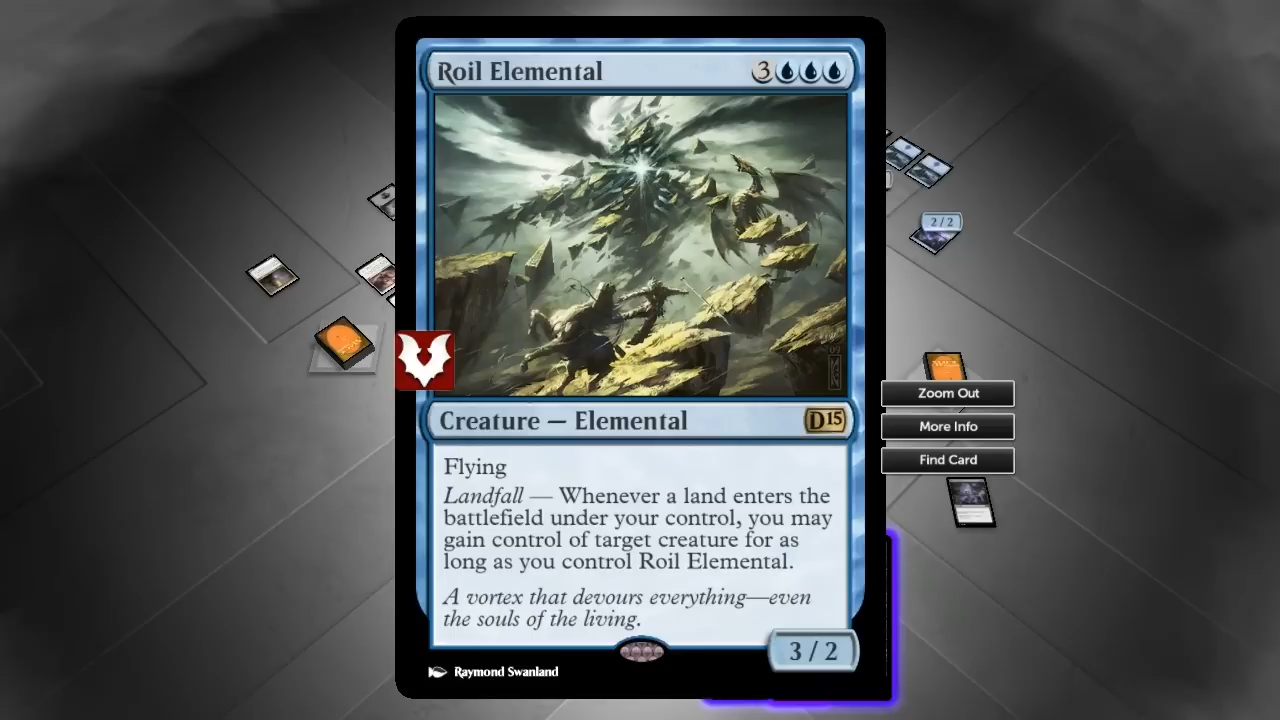 Roil Elemental 3
2 / 2
Creature — Elemental D15
Zoom Out
More Info
Find Card
Flying
Landfall — Whenever a land enters the
battlefield under your control, you may
gain control of target creature for as
long as you control Roil Elemental.
A vortex that devours everything—even
the souls of the living.
3 / 2
Raymond Swanland